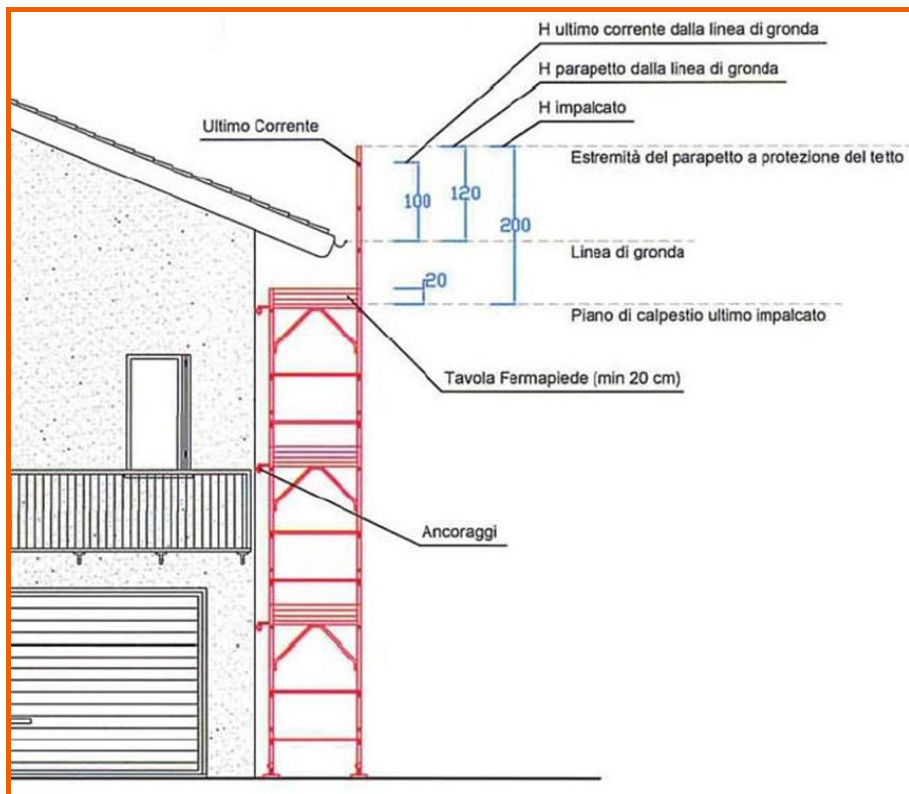 H ultimo corrente dalla linea di gronda
H parapetto dalla linea di gronda
H impalcato
Ultimo Corrente
Estremità del parapetto a protezione del tetto
100
120
200
Linea di gronda
20
Piano di calpestio ultimo impalcato
Tavola Fermapiede (min 20 cm)
Ancoraggi